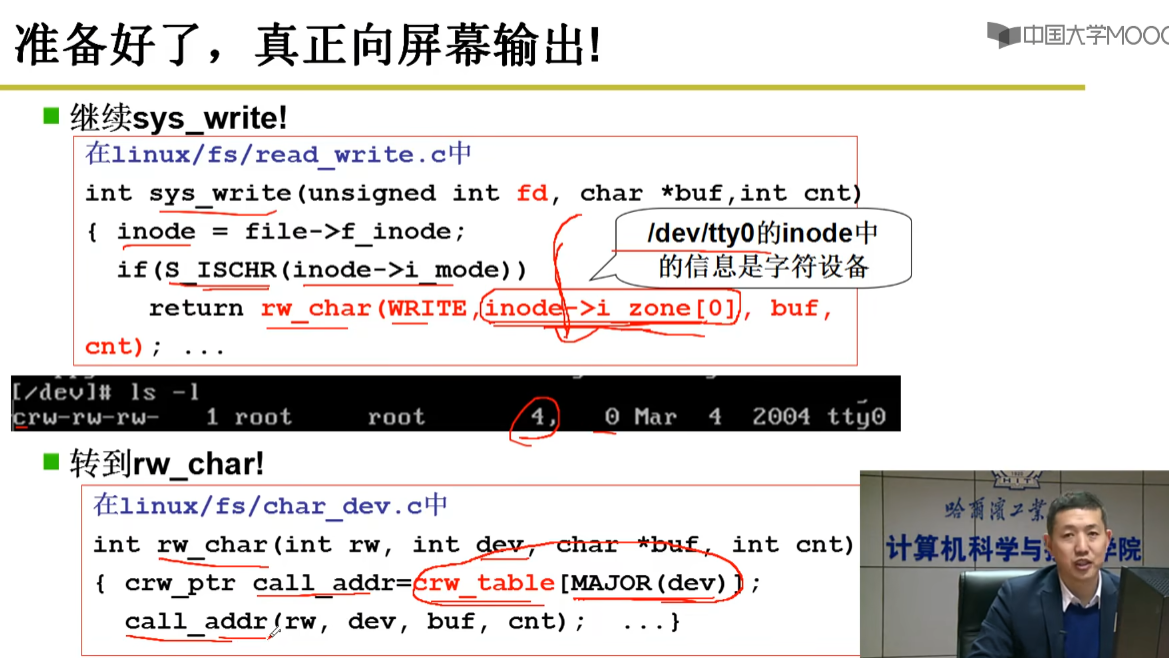 准备好了，真正向屏幕输出!
中国大学MOOC
继续sys_write!
在linux/fs/read_write.c中
int sys_write(unsigned int fd, char *buf,int cnt)
{ inode = file->f_inode;
if(S_ISCHR(inode->i_mode))
return rw_char(WRITE,inode->i_zone[0], buf,
cnt); ...
/dev/tty0的inode中
的信息是字符设备
[/dev]# ls -l
crw-rw-rw- 1 root root 4, 0 Mar 4 2004 tty0
转到rw_char!
在linux/fs/char_dev.c中
int rw_char(int rw, int dev, char *buf, int cnt)
{ crw_ptr call_addr=crw_table[MAJOR(dev)];
call_addr(rw, dev, buf, cnt); ...}
哈爾濱工業
计算机科学与 学院